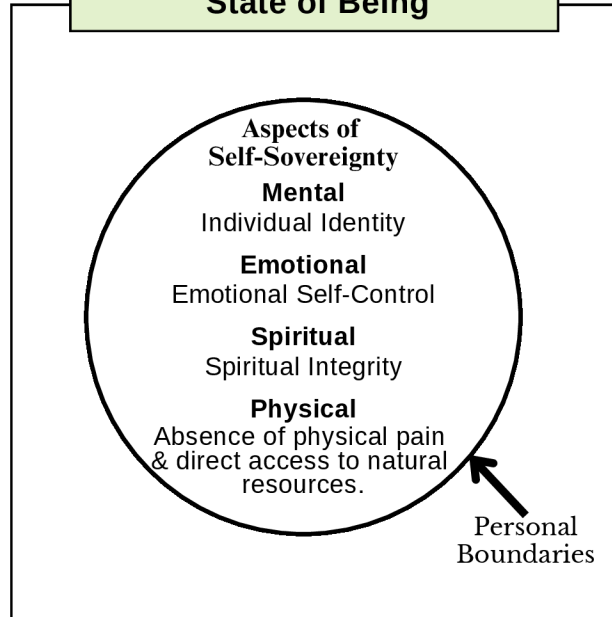 State of Being
Aspects of
Self-Sovereignty
Mental
Individual Identity
Emotional
Emotional Self-Control
Spiritual
Spiritual Integrity
Physical
Absence of physical pain
& direct access to natural
resources.
Personal
Boundaries